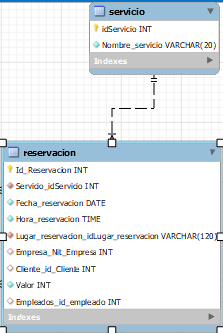 servicio
idServicio INT
Nombre_servicio VARCHAR(20)
Indexes
reservacion
Id_Reservacion INT
Servicio_idServicio INT
Fecha_reservacion DATE
Hora_reservacion TIME
Lugar_reservacion_idLugar_reservacion VARCHAR(120)
Empresa_Nit_Empresa INT
Cliente_id_Cliente INT
Valor INT
Empleados_id_empleado INT
Indexes